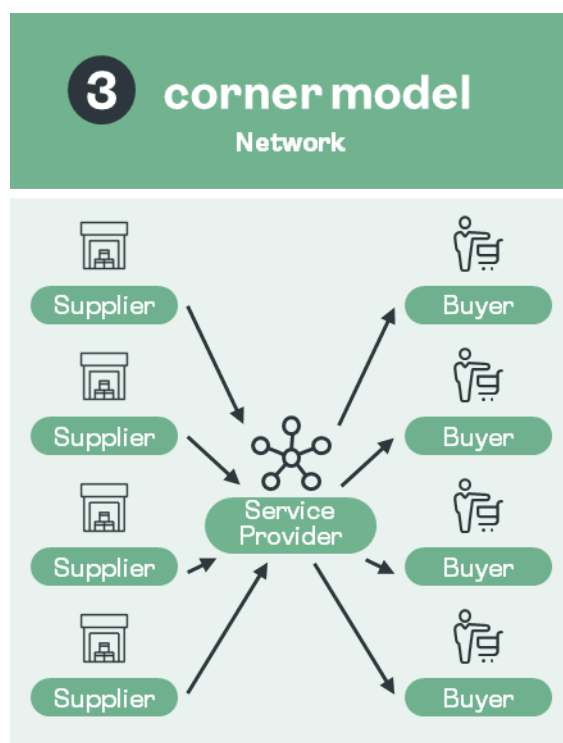 3 corner model
Network
Supplier
Buyer
Supplier
Buyer
Service
Provider
Supplier
Buyer
Supplier
Buyer